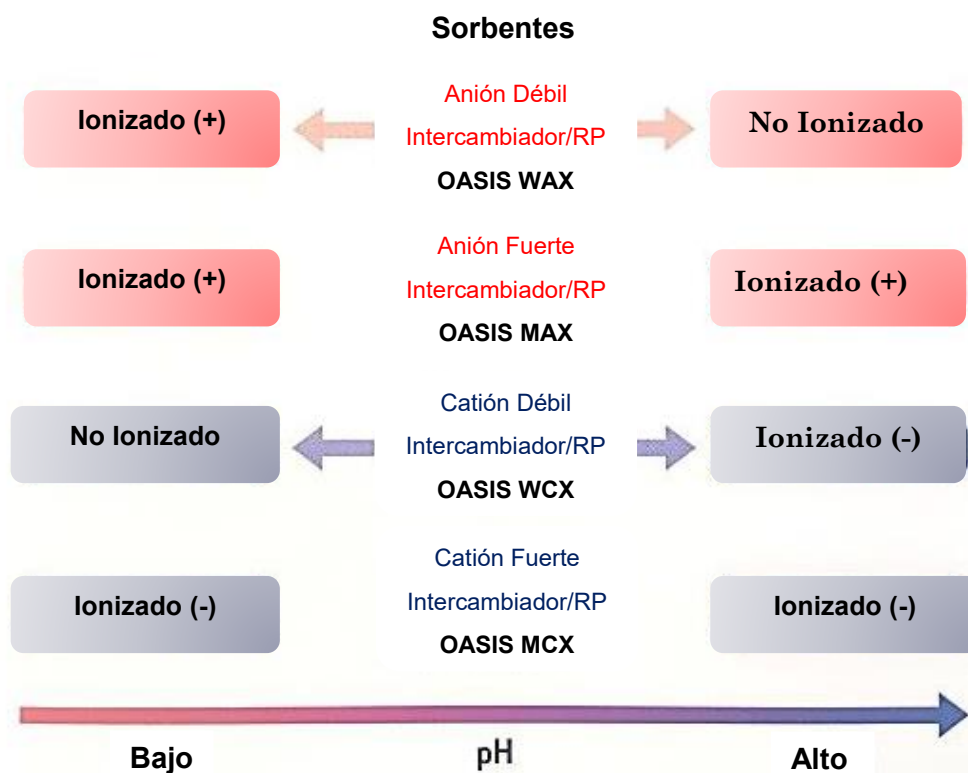 Sorbentes
Ionizado (+)
Anión Débil
Intercambiador/RP
OASIS WAX
No Ionizado
Ionizado (+)
Anión Fuerte
Intercambiador/RP
OASIS MAX
Ionizado (+)
No Ionizado
Catión Débil
Intercambiador/RP
OASIS WCX
Ionizado (-)
Ionizado (-)
Catión Fuerte
Intercambiador/RP
OASIS MCX
Ionizado (-)
Bajo
pH
Alto